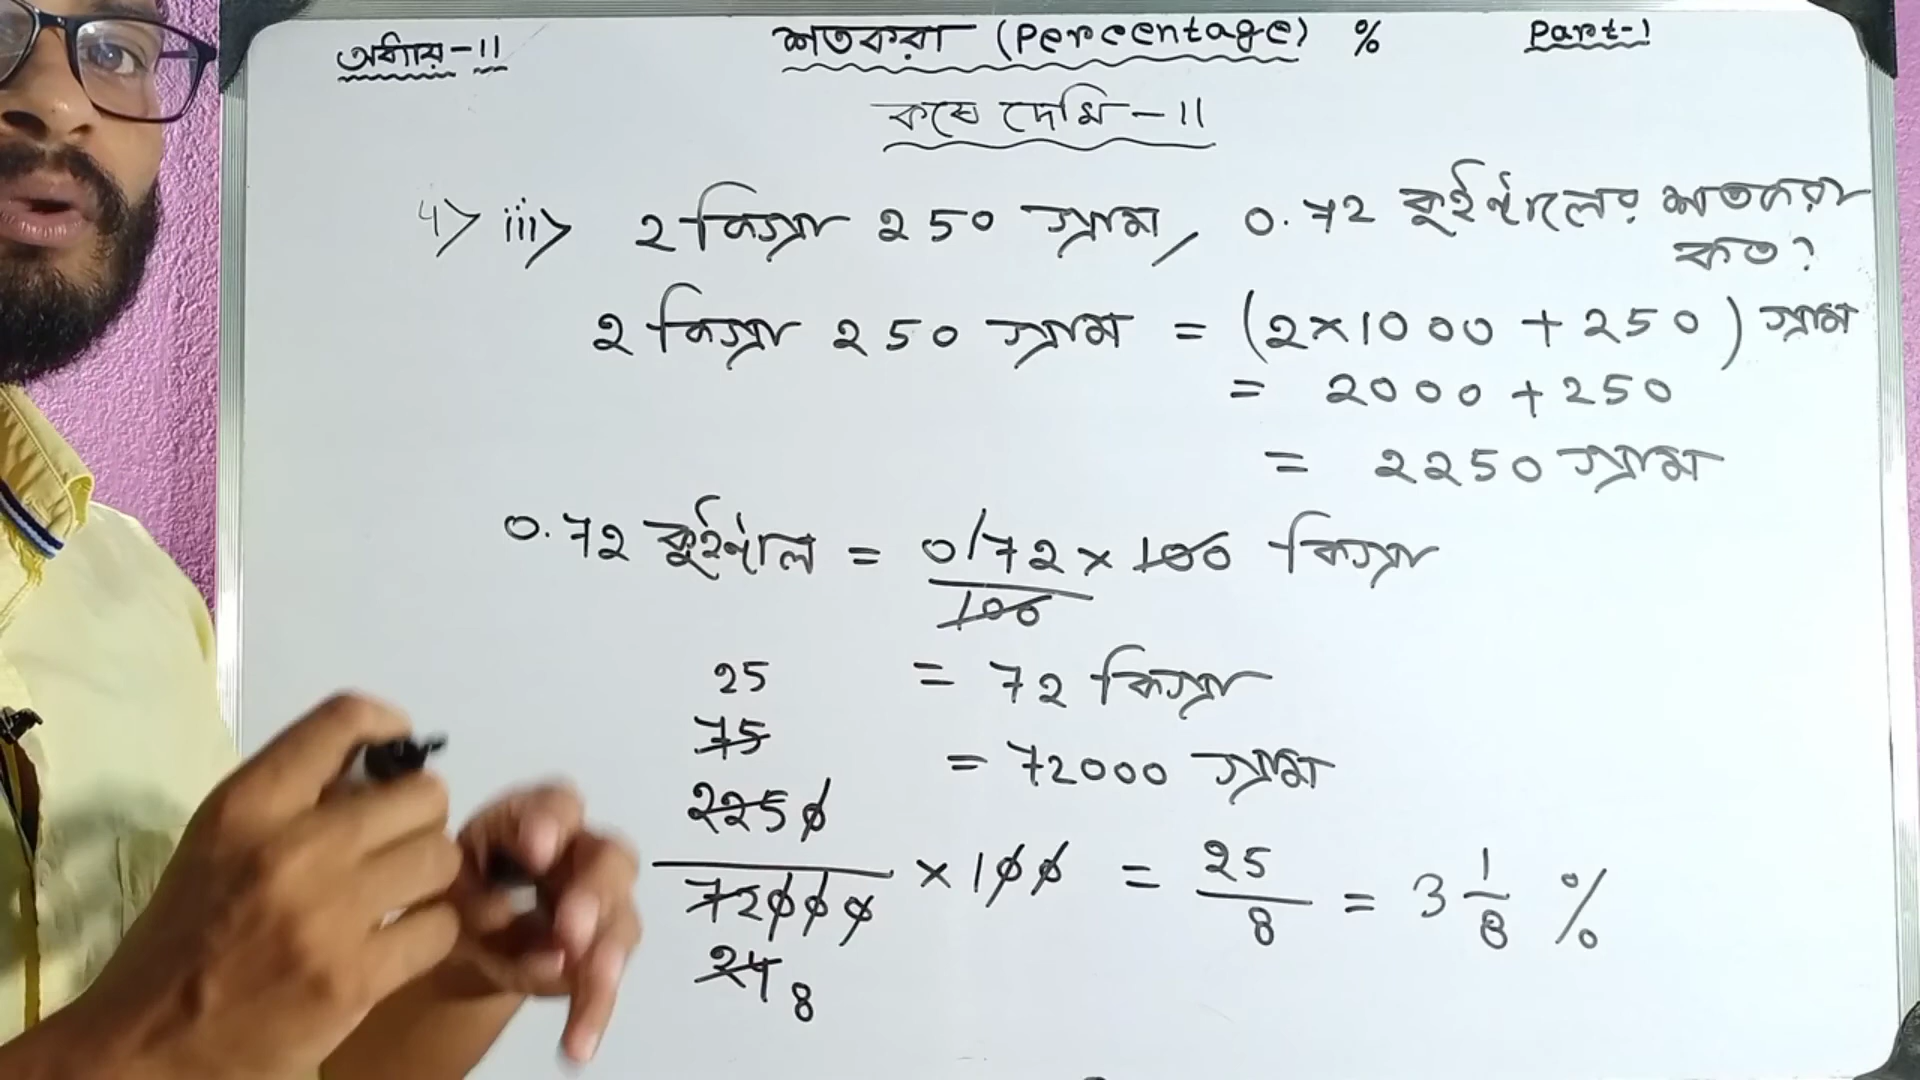 অধ্যায়-11 শতকরা (Percentage) % Part-1
কষে দেখি-11
4> iii> 2 কিগ্রা 250 গ্রাম, 0.72 কুইন্টালের শতকরা
কত?
2 কিগ্রা 250 গ্রাম = (2×1000+250) গ্রাম
= 2000+250
= 2250 গ্রাম
0.72 কুইন্টাল = 0/72 × 100 কিগ্রা
100
= 72 কিগ্রা
= 72000 গ্রাম
25
75
2250
72000 × 100 = 25/8 = 3 1/8 %
24 8